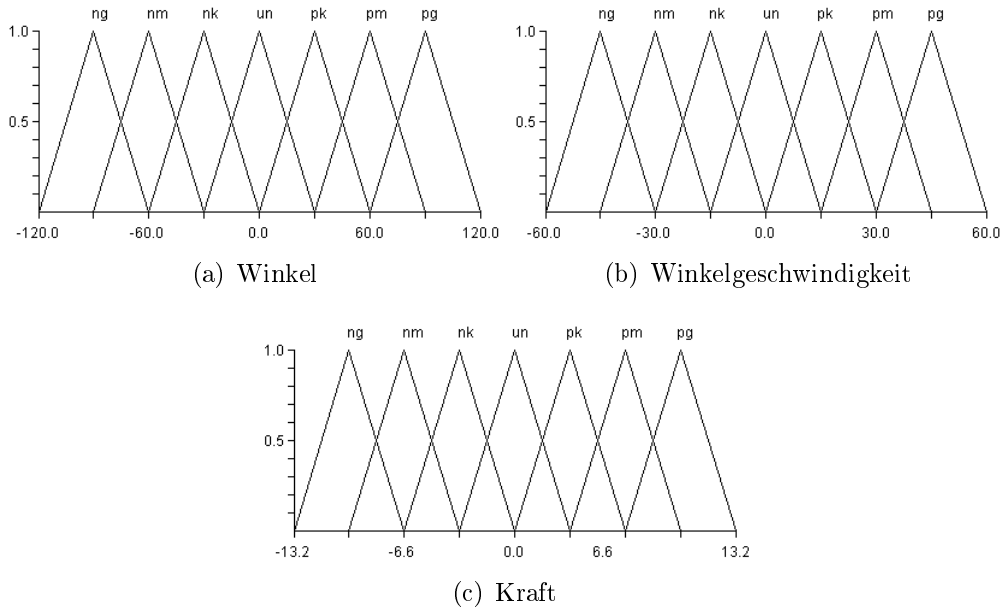 ng nm nk un pk pm pg
1.0
0.5
-120.0 -60.0 0.0 60.0 120.0
(a) Winkel
ng nm nk un pk pm pg
1.0
0.5
-60.0 -30.0 0.0 30.0 60.0
(b) Winkelgeschwindigkeit
ng nm nk un pk pm pg
1.0
0.5
-13.2 -6.6 0.0 6.6 13.2
(c) Kraft